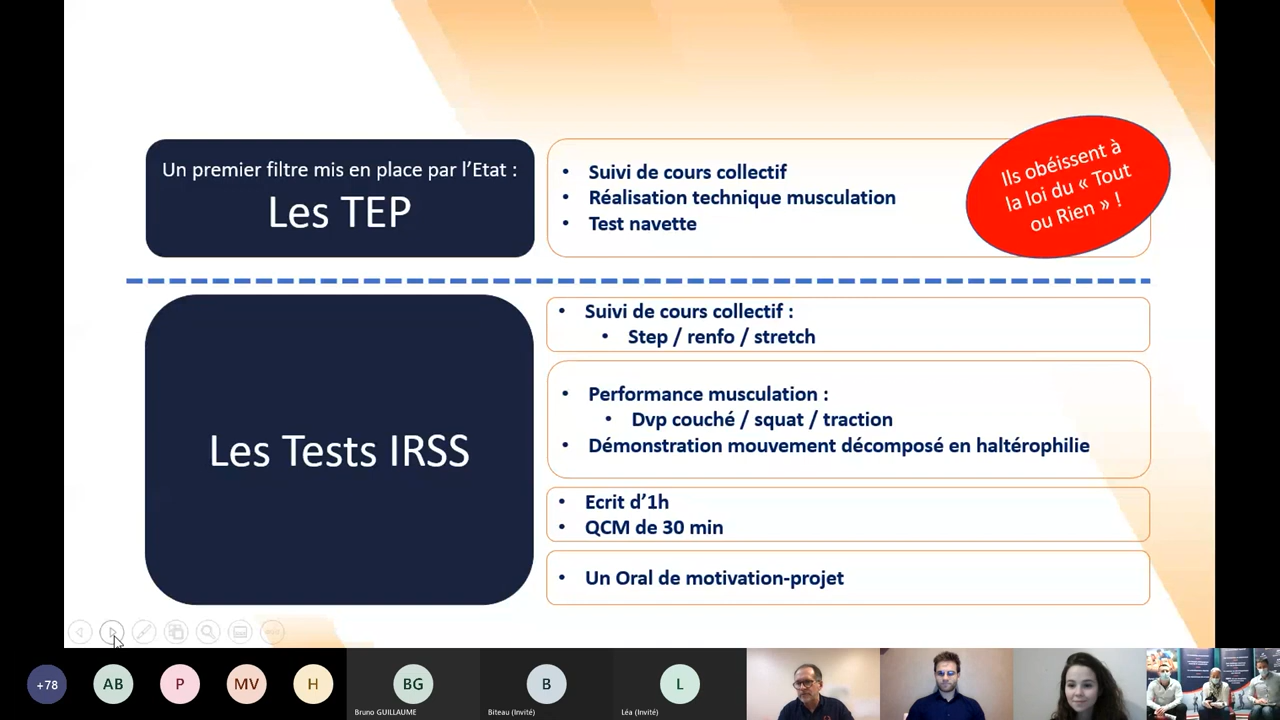 Un premier filtre mis en place par l'Etat :
Les TEP
• Suivi de cours collectif
• Réalisation technique musculation
• Test navette
Ils obéissent à
la loi du « Tout
ou Rien » !
Les Tests IRSS
• Suivi de cours collectif :
• Step / renfo / stretch
• Performance musculation :
• Dvp couché / squat / traction
• Démonstration mouvement décomposé en haltérophilie
• Ecrit d'1h
• QCM de 30 min
• Un Oral de motivation-projet
+78
AB
P
MV
H
BG
Bruno GUILLAUME
B
Biteau (Invité)
L
Léa (Invité)